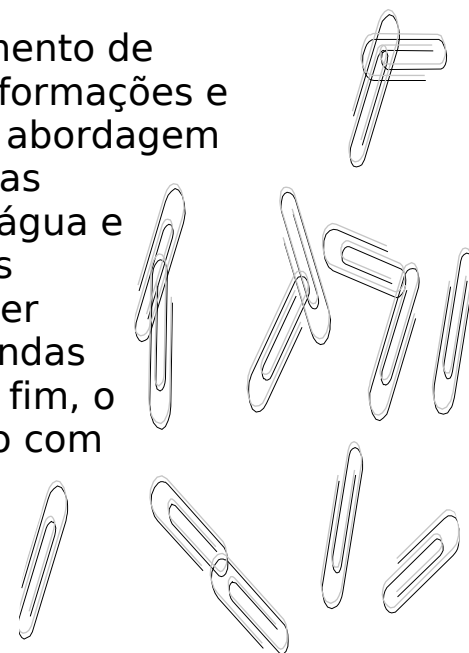 mento de
formações e
abordagem
as
água e
s
er
ndas
fim, o
o com